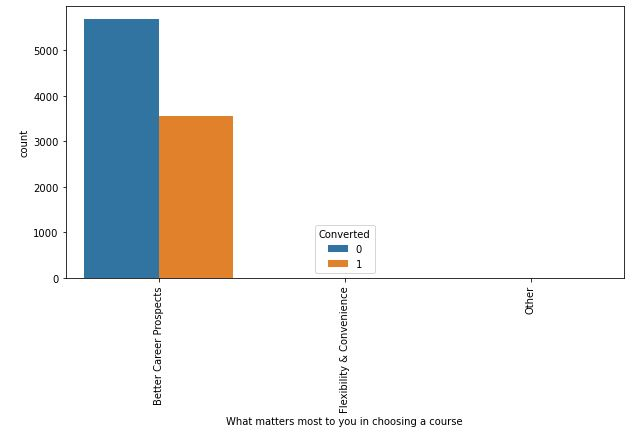 5000
4000
3000
2000
1000
0
count
Converted
0
1
Better Career Prospects
Flexibility & Convenience
Other
What matters most to you in choosing a course